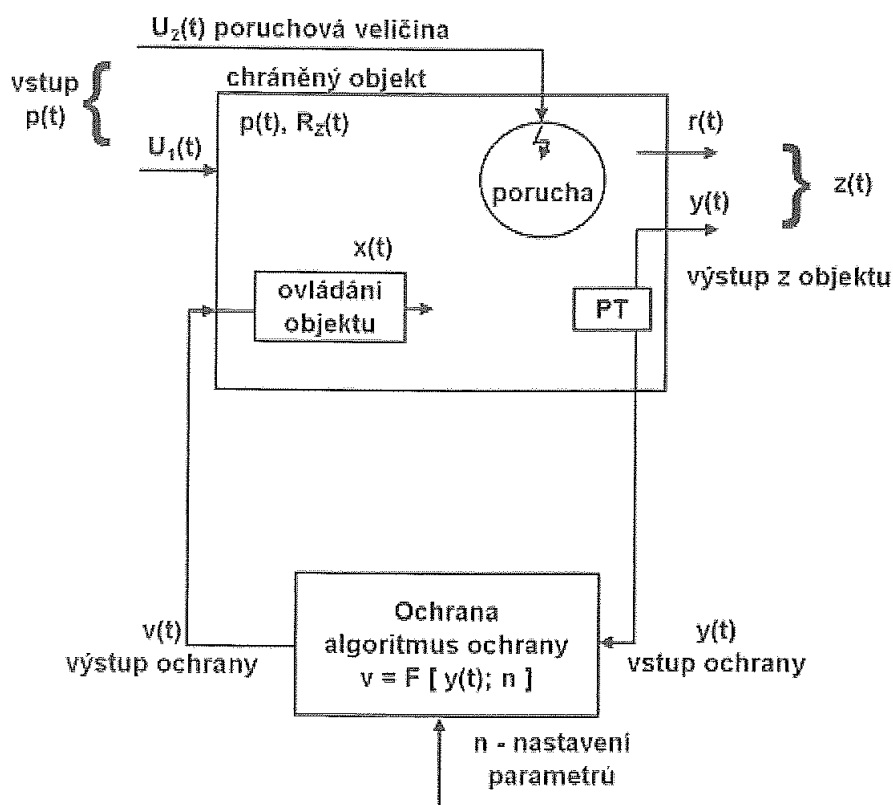 U₂(t) poruchová veličina
vstup
p(t)
chráněný objekt
p(t), R_Z(t)
U₁(t)
porucha
r(t)
y(t)
z(t)
výstup z objektu
x(t)
ovládání
objektu
PT
Ochrana
algoritmus ochrany
v = F [ y(t); n ]
v(t)
výstup ochrany
y(t)
vstup ochrany
n - nastavení
parametrů